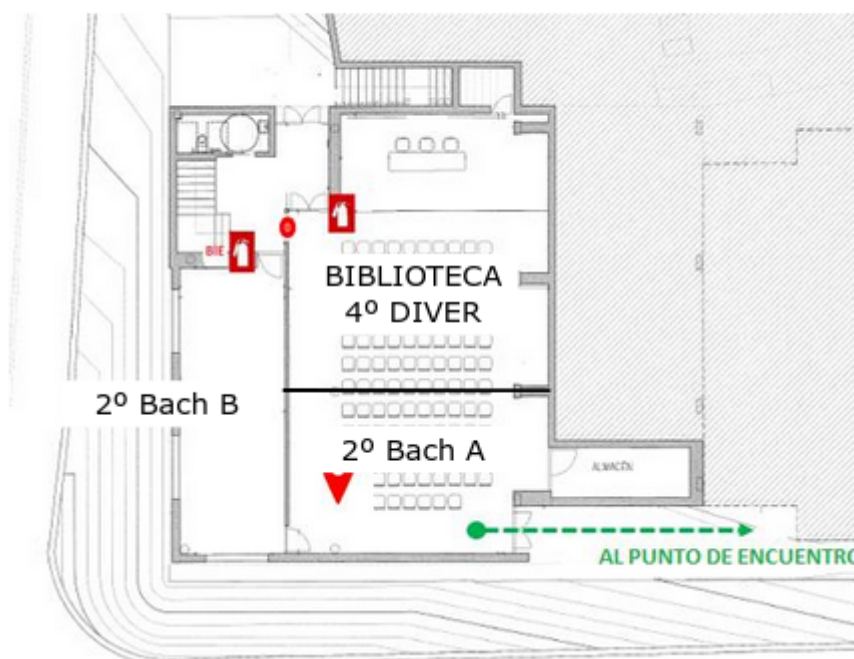 BIE
BIBLIOTECA
4º DIVER
2º Bach B
2º Bach A
ALMACÉN
AL PUNTO DE ENCUENTRO